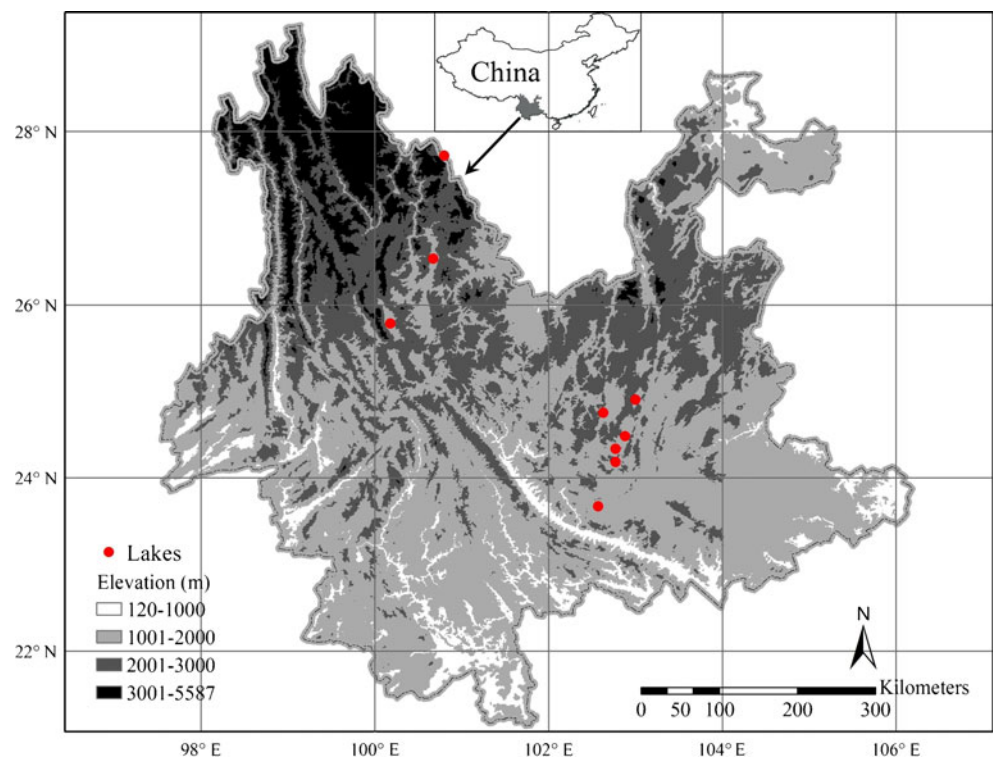 China
28° N
26° N
24° N
22° N
Lakes
Elevation (m)
120-1000
1001-2000
2001-3000
3001-5587
N
Kilometers
0 50 100 200 300
98° E 100° E 102° E 104° E 106° E